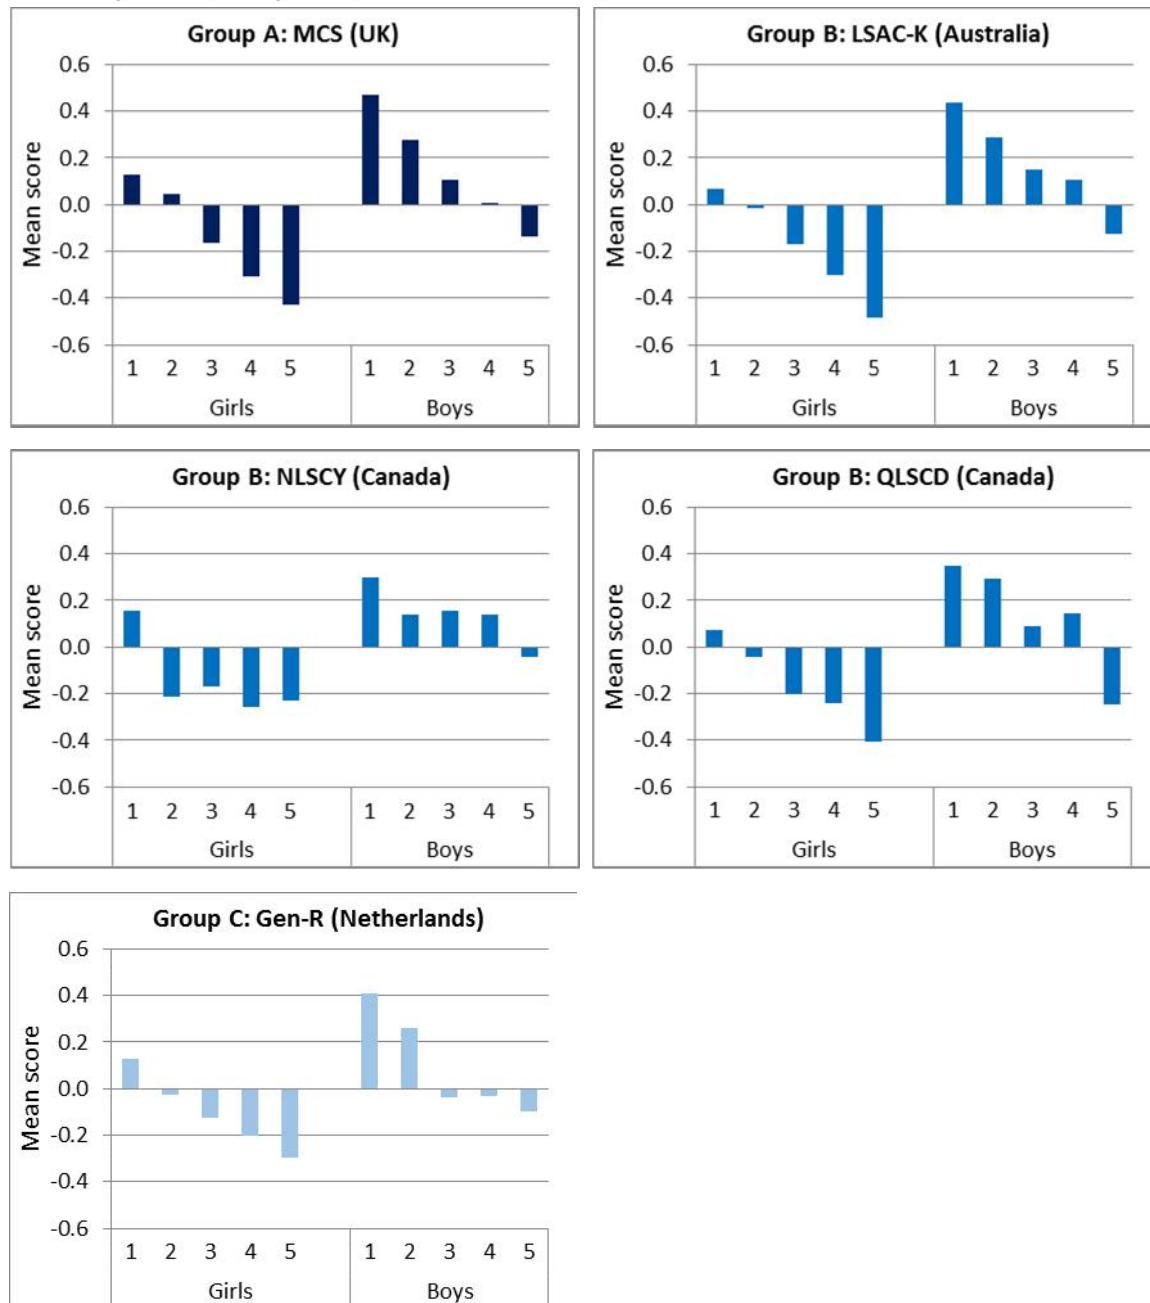 Group A: MCS (UK)
0.6
0.4
0.2
0.0
-0.2
-0.4
-0.6
Mean score
1 2 3 4 5 1 2 3 4 5
Girls Boys
Group B: LSAC-K (Australia)
0.6
0.4
0.2
0.0
-0.2
-0.4
-0.6
Mean score
1 2 3 4 5 1 2 3 4 5
Girls Boys
Group B: NLSCY (Canada)
0.6
0.4
0.2
0.0
-0.2
-0.4
-0.6
Mean score
1 2 3 4 5 1 2 3 4 5
Girls Boys
Group B: QLSCD (Canada)
0.6
0.4
0.2
0.0
-0.2
-0.4
-0.6
Mean score
1 2 3 4 5 1 2 3 4 5
Girls Boys
Group C: Gen-R (Netherlands)
0.6
0.4
0.2
0.0
-0.2
-0.4
-0.6
Mean score
1 2 3 4 5 1 2 3 4 5
Girls Boys